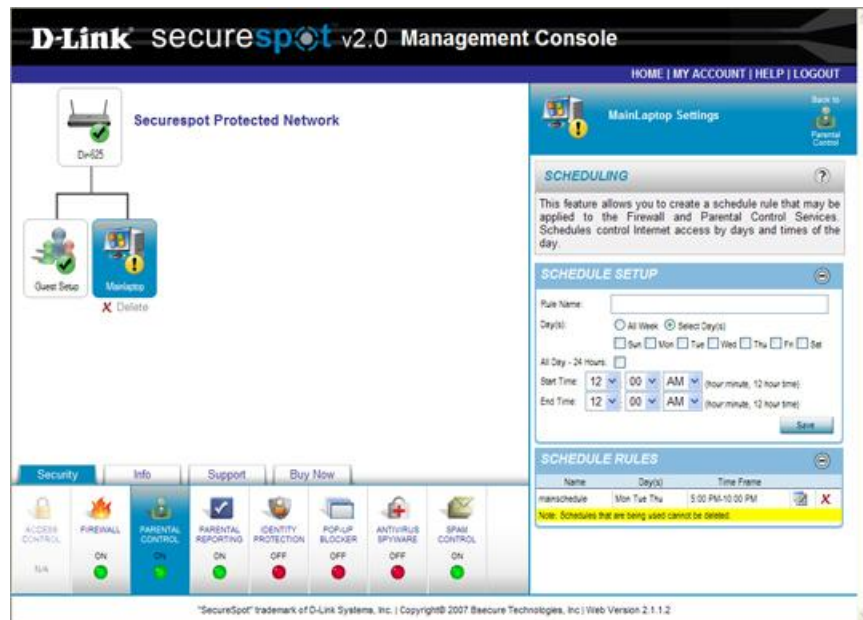 D-Link securespot v2.0 Management Console
HOME | MY ACCOUNT | HELP | LOGOUT
Securespot Protected Network
Dir-625
Guest Setup
Mainlaptop
X Delete
MainLaptop Settings
Back to
Parental
Control
SCHEDULING
?
This feature allows you to create a schedule rule that may be
applied to the Firewall and Parental Control Services.
Schedules control Internet access by days and times of the
day.
SCHEDULE SETUP
Rule Name:
Day(s): All Week Select Day(s)
Sun Mon Tue Wed Thu Fri Sat
All Day - 24 Hours:
Start Time: 12 : 00 AM (hour:minute, 12 hour time)
End Time: 12 : 00 AM (hour:minute, 12 hour time)
Save
SCHEDULE RULES
Name Day(s) Time Frame
mainschedule Mon Tue Thu 5:00 PM-10:00 PM X
Note: Schedules that are being used cannot be deleted.
Security Info Support Buy Now
ACCESS CONTROL
N/A
FIREWALL
ON
PARENTAL CONTROL
ON
PARENTAL REPORTING
ON
IDENTITY PROTECTION
OFF
POP-UP BLOCKER
OFF
ANTIVIRUS SPYWARE
OFF
SPAM CONTROL
ON
"SecureSpot" trademark of D-Link Systems, Inc. | Copyright© 2007 Bsecure Technologies, Inc | Web Version 2.1.1.2